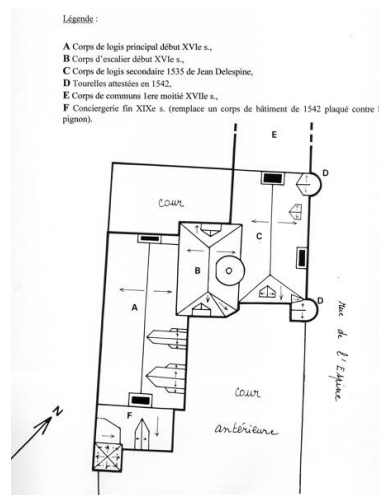 Légende :
A Corps de logis principal début XVIe s.,
B Corps d'escalier début XVIe s.,
C Corps de logis secondaire 1535 de Jean Delespine,
D Tourelles attestées en 1542,
E Corps de communs 1ere moitié XVIIe s.,
F Conciergerie fin XIXe s. (remplace un corps de bâtiment de 1542 plaqué contre l
pignon).
E
D
cour
C
B
O
A
D
rue de l'Espine
F
cour
antérieure
N